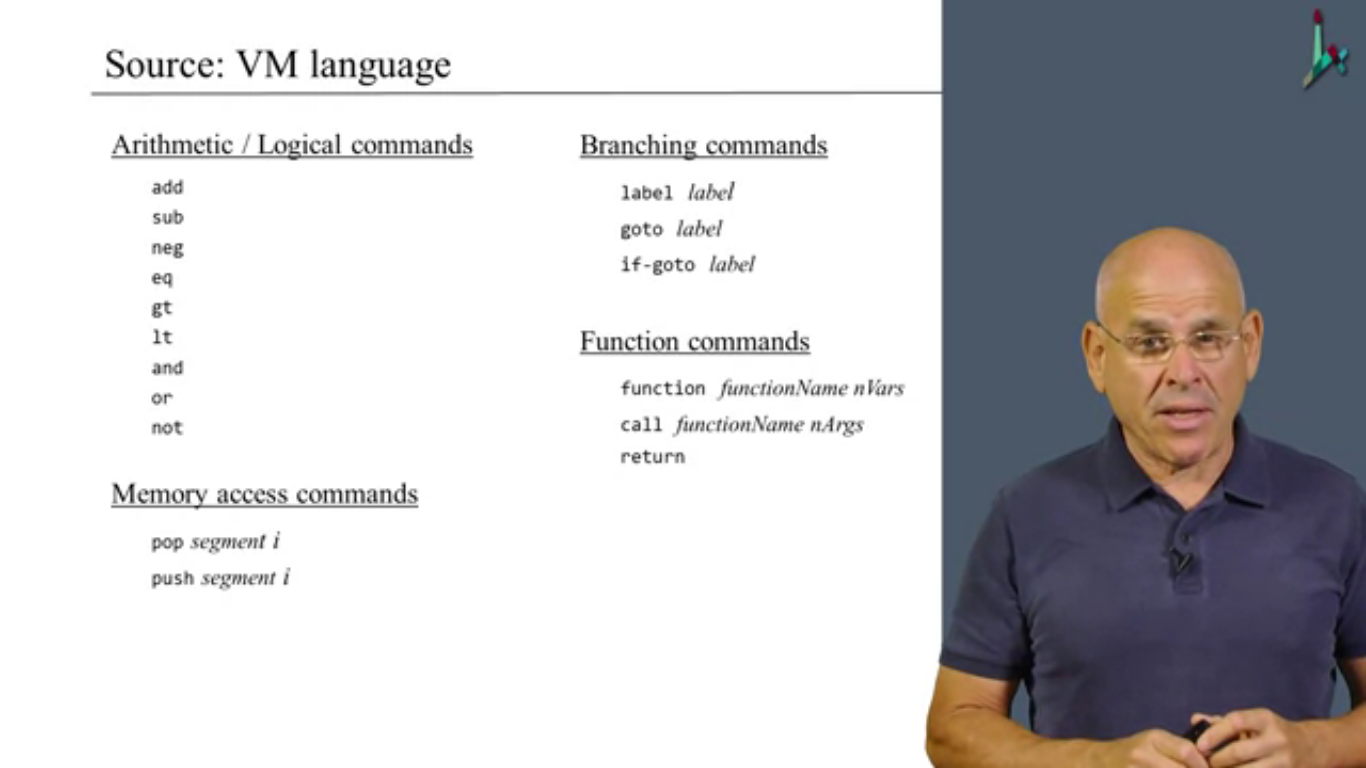 Source: VM language
Arithmetic / Logical commands
add
sub
neg
eq
gt
lt
and
or
not
Memory access commands
pop segment i
push segment i
Branching commands
label label
goto label
if-goto label
Function commands
function functionName nVars
call functionName nArgs
return